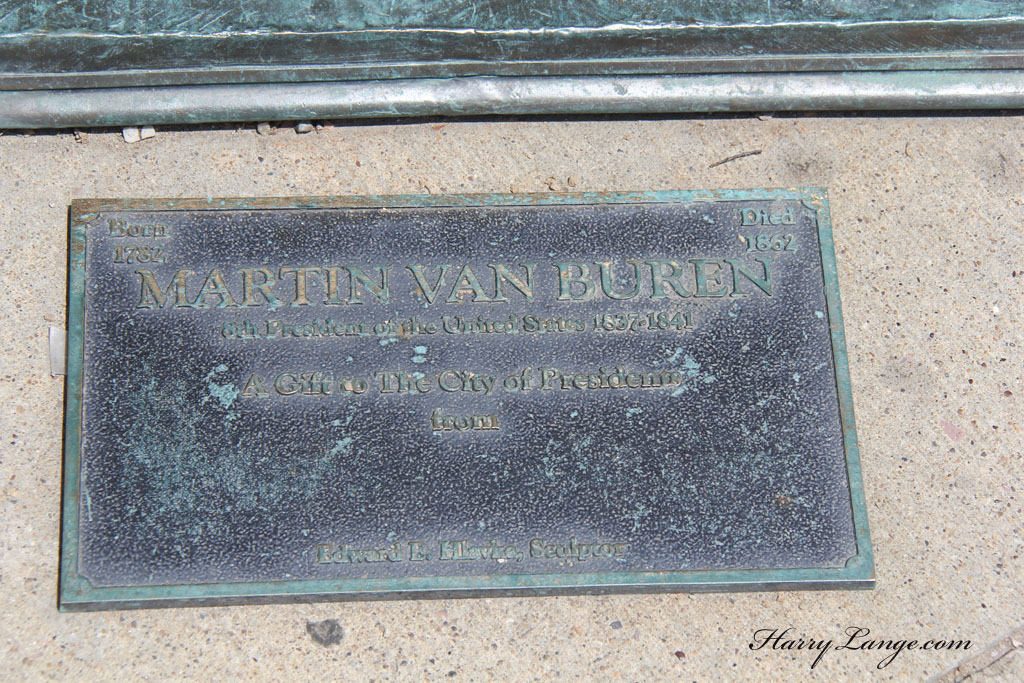 Born
1782
Died
1862
MARTIN VAN BUREN
8th President of the United States 1837-1841
A Gift to The City of Presidents
from
Edward E. Hlavka, Sculptor
Harry Lange.com